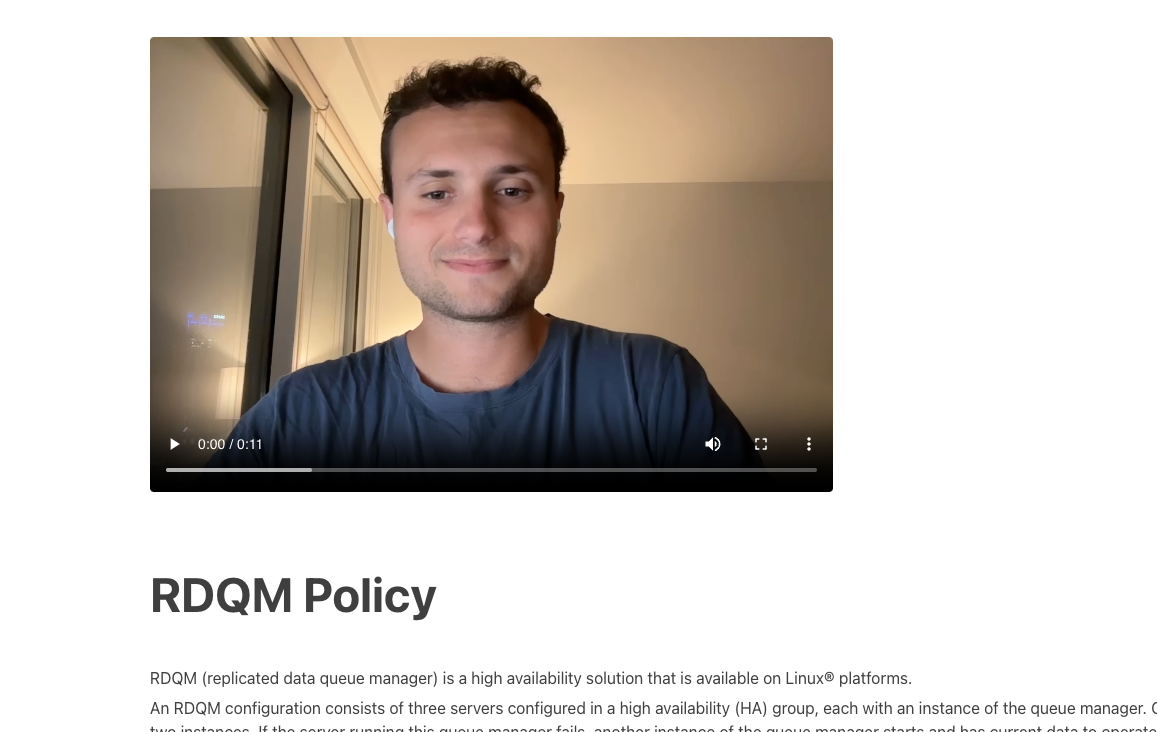 0:00 / 0:11
RDQM Policy
RDQM (replicated data queue manager) is a high availability solution that is available on Linux® platforms.
An RDQM configuration consists of three servers configured in a high availability (HA) group, each with an instance of the queue manager.
two instances. If the server running this queue manager fails, another instance of the queue manager starts and has current data to operate